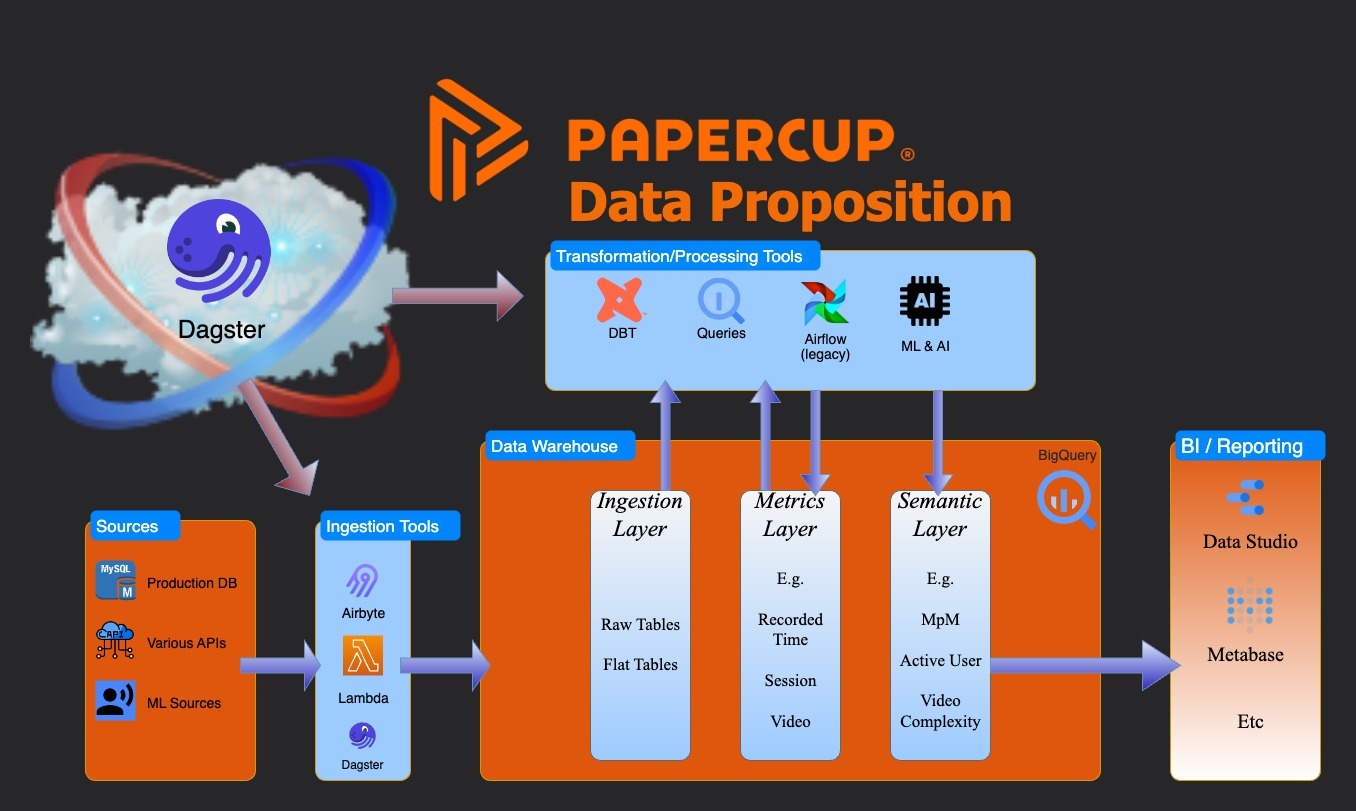 PAPERCUP®
Data Proposition
Dagster
Transformation/Processing Tools
DBT
Queries
Airflow
(legacy)
AI
ML & AI
Sources
MySQL
M
Production DB
API
Various APIs
ML Sources
Ingestion Tools
Airbyte
Lambda
Dagster
Data Warehouse
BigQuery
Ingestion
Layer
Raw Tables
Flat Tables
Metrics
Layer
E.g.
Recorded
Time
Session
Video
Semantic
Layer
E.g.
MpM
Active User
Video
Complexity
BI / Reporting
Data Studio
Metabase
Etc